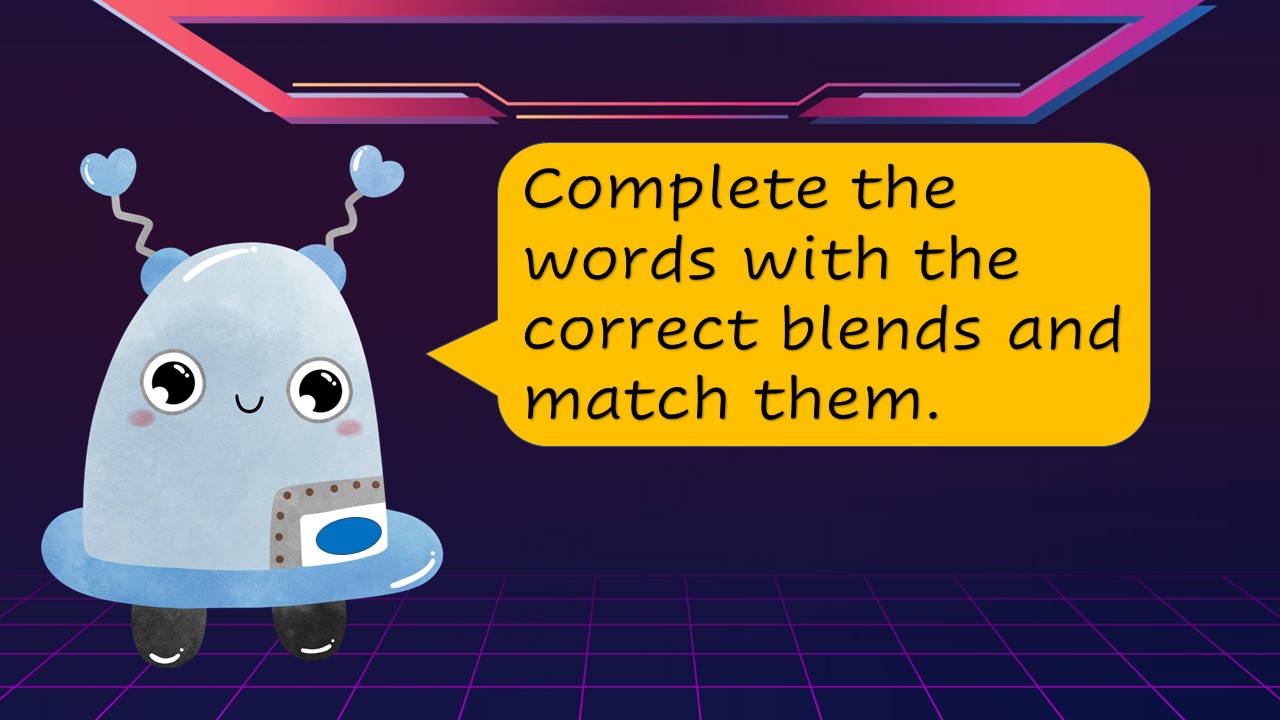 Complete the
words with the
correct blends and
match them.